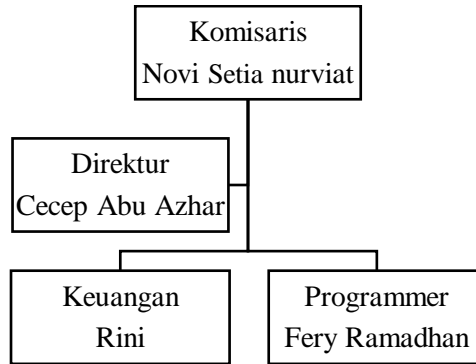 Komisaris
Novi Setia nurviat
Direktur
Cecep Abu Azhar
Keuangan
Rini
Programmer
Fery Ramadhan